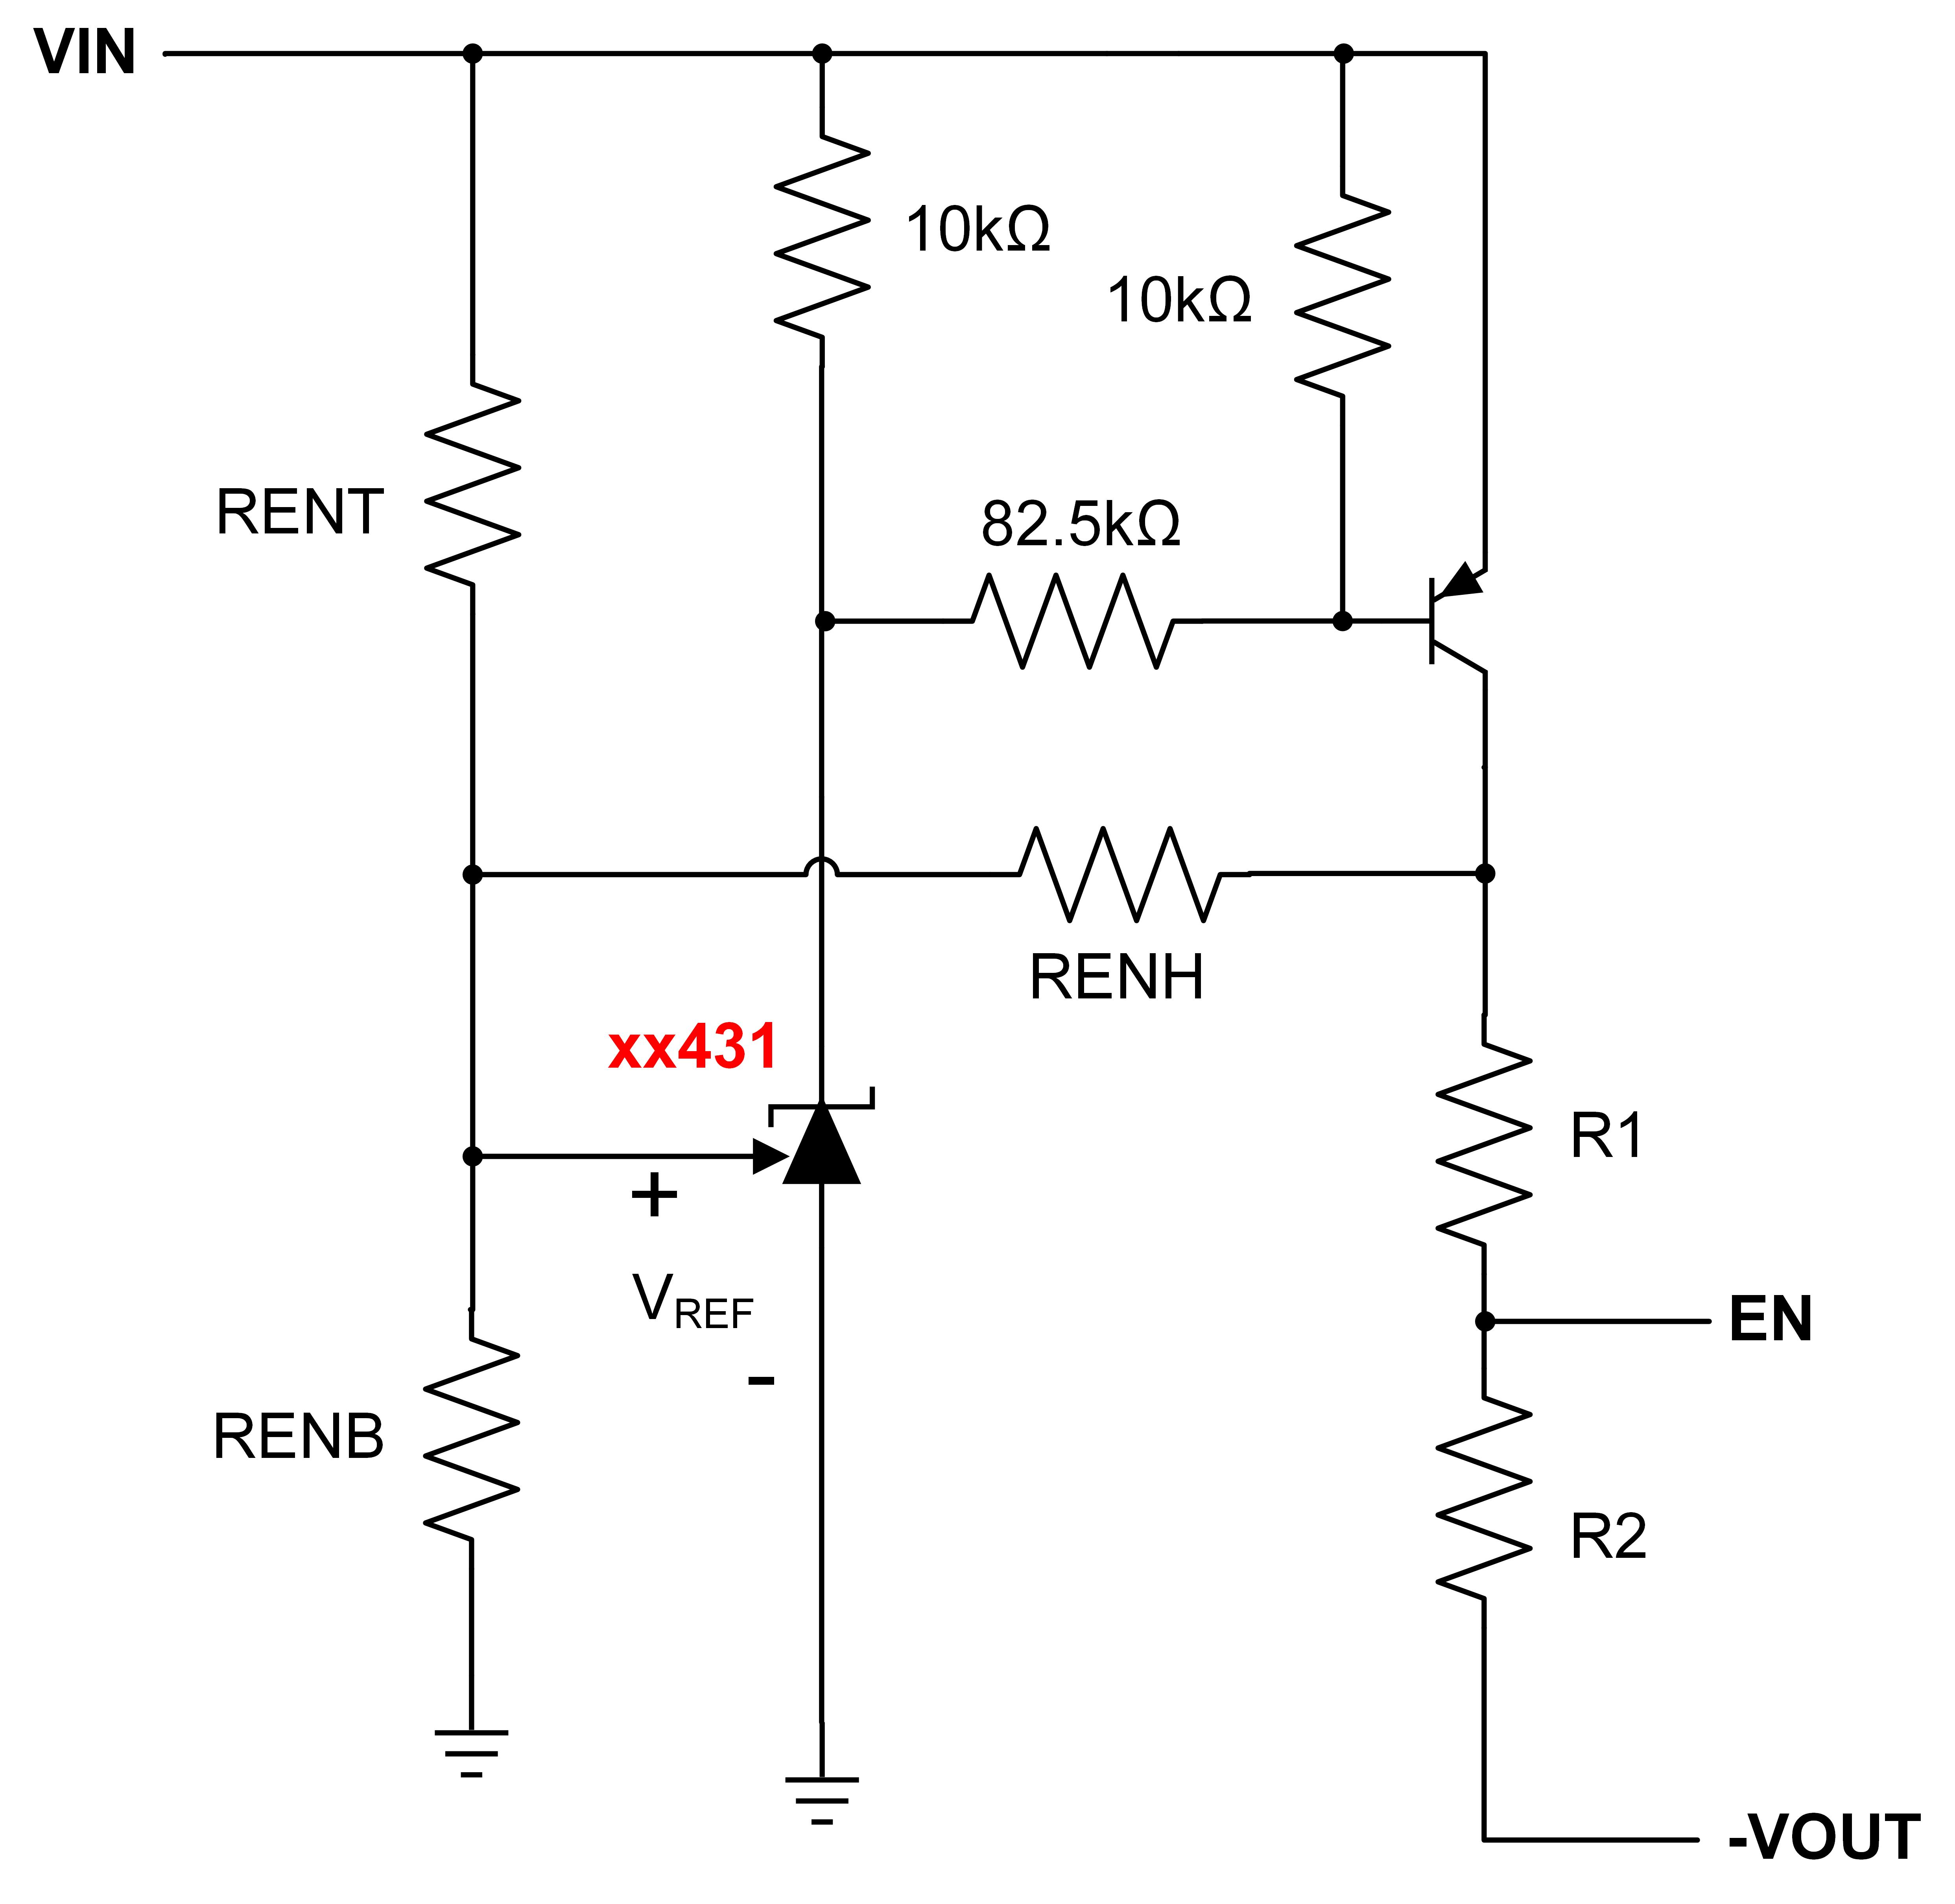 VIN
10kΩ
10kΩ
RENT
82.5kΩ
RENH
xx431
R1
+
VREF
EN
-
RENB
R2
-VOUT